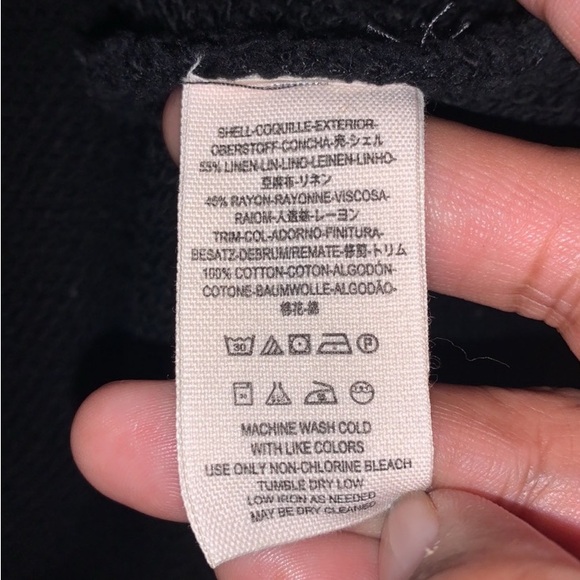 SHELL-COQUILLE-EXTERIOR-
OBERSTOFF-CONCHA-壳-シェル
55% LINEN-LIN-LINO-LEINEN-LINHO-
亚麻布-リネン
45% RAYON-RAYONNE-VISCOSA-
RAIOM-人造丝-レーヨン
TRIM-COL-ADORNO-FINITURA-
BESATZ-DEBRUM/REMATE-修剪-トリム
100% COTTON-COTON-ALGODÓN-
COTONE-BAUMWOLLE-ALGODÃO-
棉花-綿
30 P
30
MACHINE WASH COLD
WITH LIKE COLORS
USE ONLY NON-CHLORINE BLEACH
TUMBLE DRY LOW
LOW IRON AS NEEDED
MAY BE DRY CLEANED